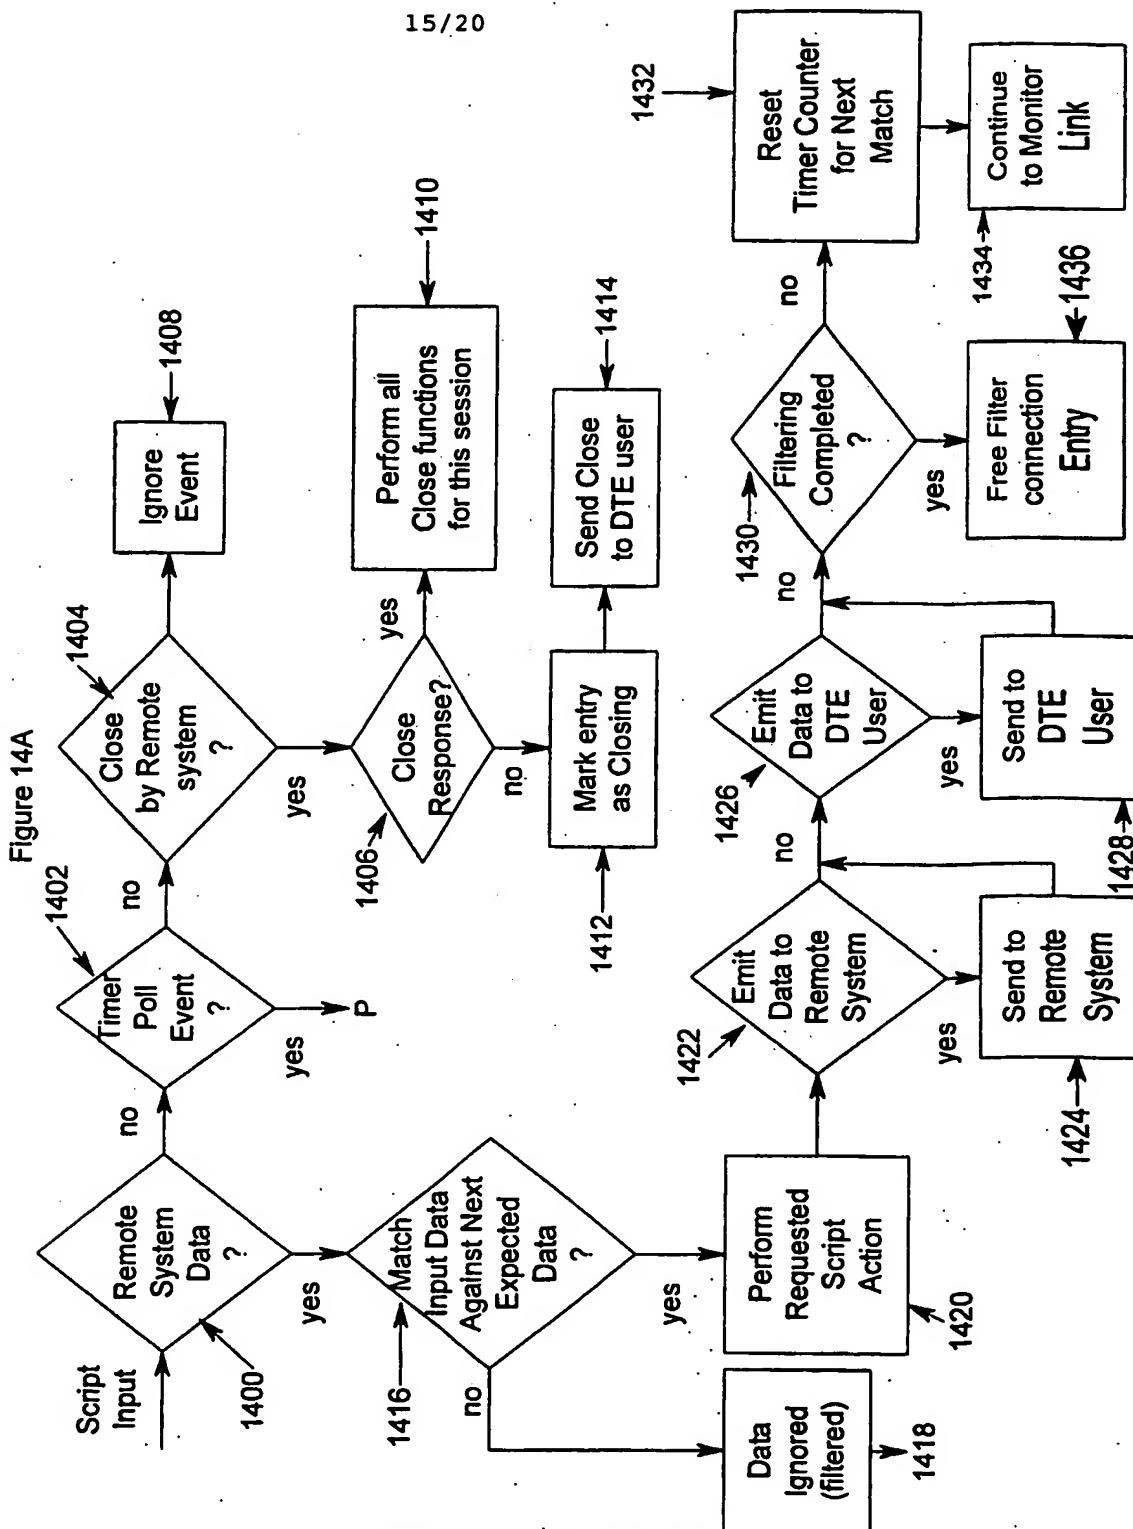 15/20
Figure 14A
Script
Input
1400
Remote
System
Data
?
no
yes
1402
Timer
Poll
Event
?
no
yes
P
1404
Close
by Remote
system
?
yes
Ignore
Event
1408
1406
Close
Response?
yes
no
Perform all
Close functions
for this session
1410
1412
Mark entry
as Closing
Send Close
to DTE user
1414
1416
Match
Input Data
Against Next
Expected
Data
?
no
yes
Data
Ignored
(filtered)
1418
Perform
Requested
Script
Action
1420
1422
Emit
Data to
Remote
System
no
yes
Send to
Remote
System
1424
1426
Emit
Data to
DTE
User
no
yes
Send to
DTE
User
1428
1430
Filtering
Completed
?
no
yes
Reset
Timer Counter
for Next
Match
1432
Continue
to Monitor
Link
1434
Free Filter
connection
Entry
1436